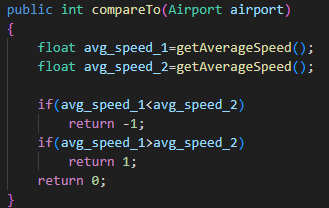 public int compareTo(Airport airport)
{
    float avg_speed_1=getAverageSpeed();
    float avg_speed_2=getAverageSpeed();

    if(avg_speed_1<avg_speed_2)
        return -1;
    if(avg_speed_1>avg_speed_2)
        return 1;
    return 0;
}